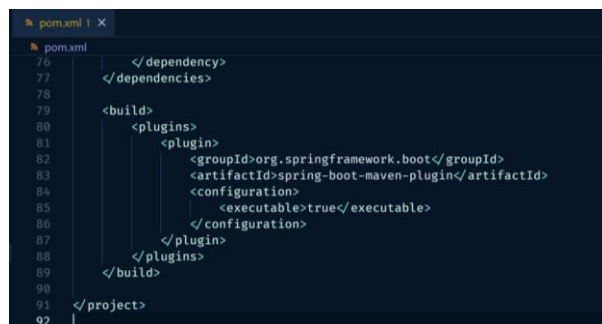 pom.xml 1 ×
pom.xml
76 </dependency>
77 </dependencies>
78
79 <build>
80 <plugins>
81 <plugin>
82 <groupId>org.springframework.boot</groupId>
83 <artifactId>spring-boot-maven-plugin</artifactId>
84 <configuration>
85 <executable>true</executable>
86 </configuration>
87 </plugin>
88 </plugins>
89 </build>
90
91 </project>
92